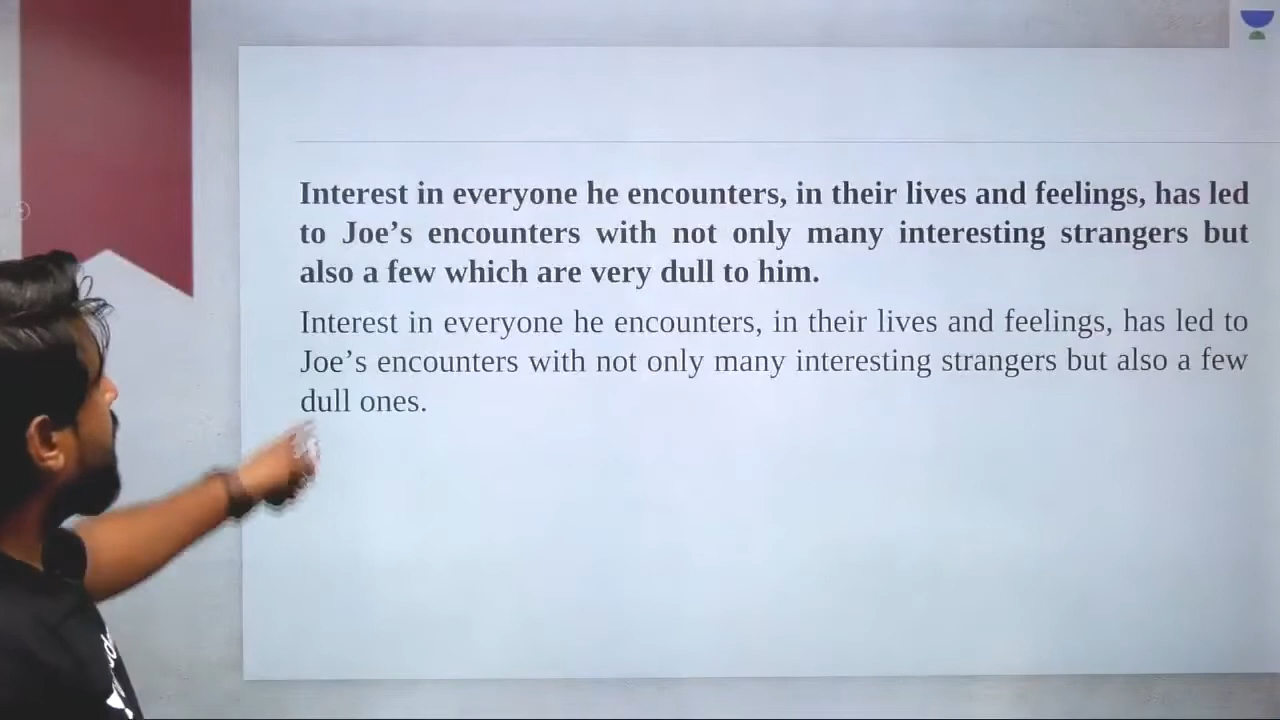 Interest in everyone he encounters, in their lives and feelings, has led
to Joe’s encounters with not only many interesting strangers but
also a few which are very dull to him.
Interest in everyone he encounters, in their lives and feelings, has led to
Joe’s encounters with not only many interesting strangers but also a few
dull ones.